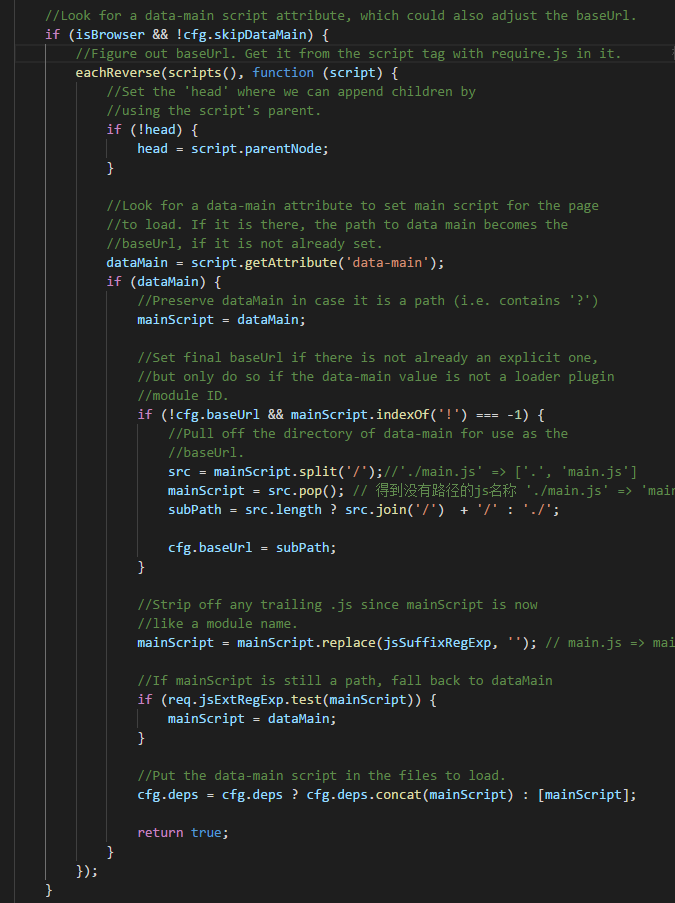 //Look for a data-main script attribute, which could also adjust the baseUrl.
if (isBrowser && !cfg.skipDataMain) {
//Figure out baseUrl. Get it from the script tag with require.js in it.
eachReverse(scripts(), function (script) {
//Set the 'head' where we can append children by
//using the script's parent.
if (!head) {
head = script.parentNode;
}
//Look for a data-main attribute to set main script for the page
//to load. If it is there, the path to data main becomes the
//baseUrl, if it is not already set.
dataMain = script.getAttribute('data-main');
if (dataMain) {
//Preserve dataMain in case it is a path (i.e. contains '?')
mainScript = dataMain;
//Set final baseUrl if there is not already an explicit one,
//but only do so if the data-main value is not a loader plugin
//module ID.
if (!cfg.baseUrl && mainScript.indexOf('!') === -1) {
//Pull off the directory of data-main for use as the
//baseUrl.
src = mainScript.split('/');//'./main.js' => ['.', 'main.js']
mainScript = src.pop(); // 得到没有路径的js名称 './main.js' => 'mai
subPath = src.length ? src.join('/')  + '/' : './';
cfg.baseUrl = subPath;
}
//Strip off any trailing .js since mainScript is now
//like a module name.
mainScript = mainScript.replace(jsSuffixRegExp, ''); // main.js => mai
//If mainScript is still a path, fall back to dataMain
if (req.jsExtRegExp.test(mainScript)) {
mainScript = dataMain;
}
//Put the data-main script in the files to load.
cfg.deps = cfg.deps ? cfg.deps.concat(mainScript) : [mainScript];
return true;
}
});
}